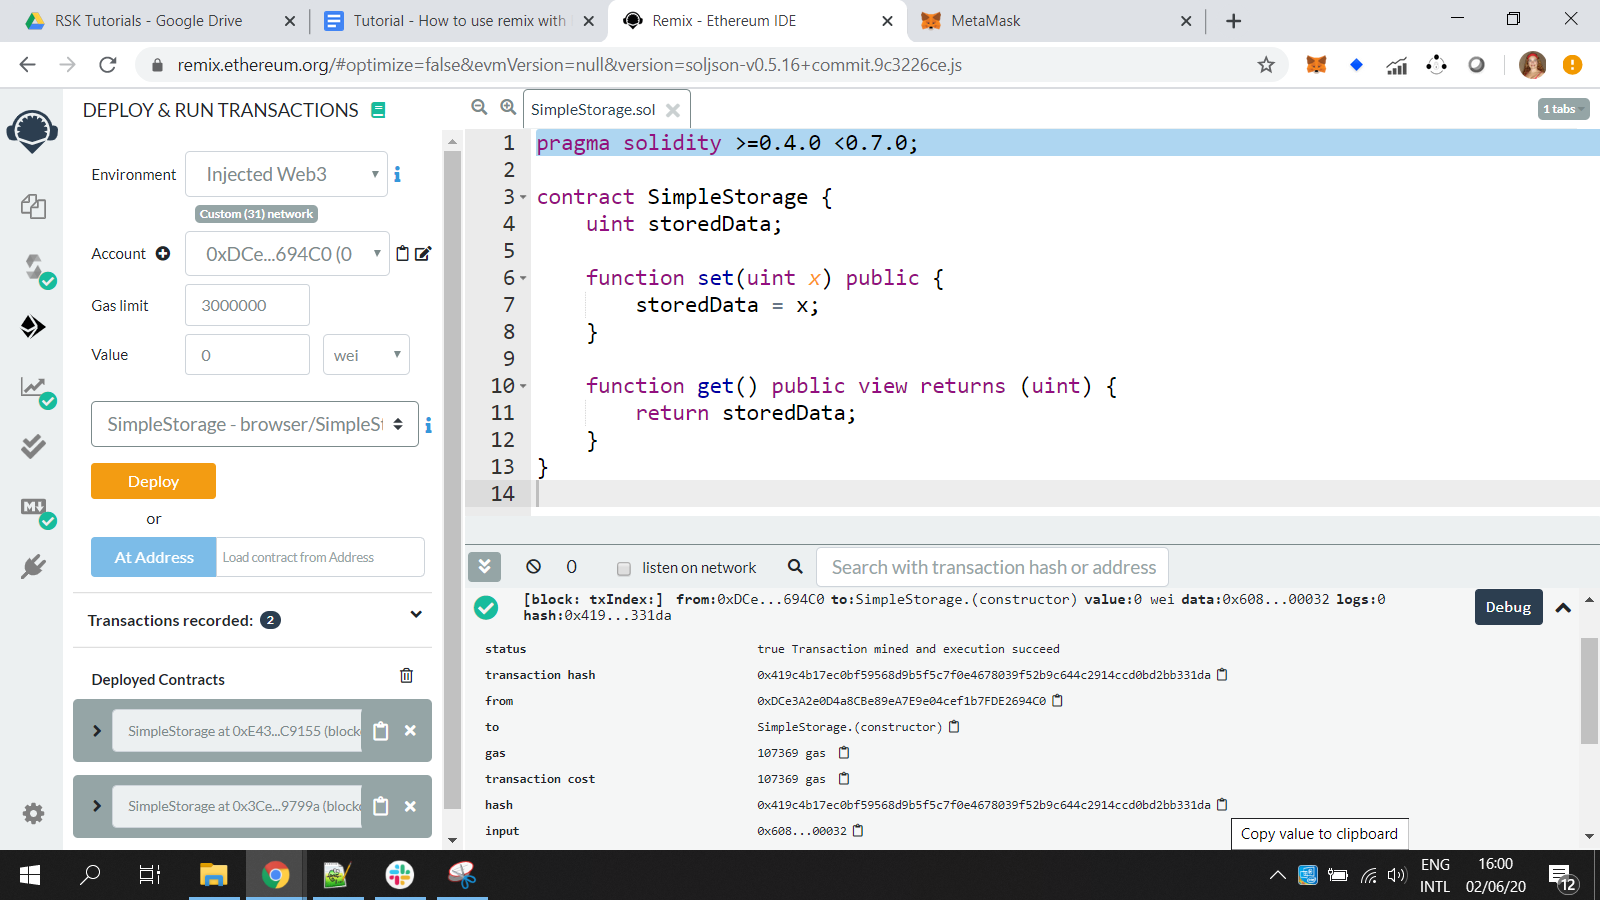 RSK Tutorials - Google Drive
Tutorial - How to use remix with
Remix - Ethereum IDE
MetaMask
remix.ethereum.org/#optimize=false&evmVersion=null&version=soljson-v0.5.16+commit.9c3226ce.js
DEPLOY & RUN TRANSACTIONS
Environment
Injected Web3
Custom (31) network
Account
0xDCe...694C0 (0
Gas limit
3000000
Value
0
wei
SimpleStorage - browser/SimpleSt
Deploy
or
At Address
Load contract from Address
Transactions recorded: 2
Deployed Contracts
SimpleStorage at 0xE43...C9155 (block
SimpleStorage at 0x3Ce...9799a (block
SimpleStorage.sol
1 tabs
1 pragma solidity >=0.4.0 <0.7.0;
2
3 contract SimpleStorage {
4 uint storedData;
5
6 function set(uint x) public {
7 storedData = x;
8 }
9
10 function get() public view returns (uint) {
11 return storedData;
12 }
13 }
14
0
listen on network
Search with transaction hash or address
[block: txIndex:] from:0xDCe...694C0 to:SimpleStorage.(constructor) value:0 wei data:0x608...00032 logs:0
hash:0x419...331da
Debug
status true Transaction mined and execution succeed
transaction hash 0x419c4b17ec0bf59568d9b5f5c7f0e4678039f52b9c644c2914ccd0bd2bb331da
from 0xDCe3A2e0D4a8CBe89eA7E9e04cef1b7FDE2694C0
to SimpleStorage.(constructor)
gas 107369 gas
transaction cost 107369 gas
hash 0x419c4b17ec0bf59568d9b5f5c7f0e4678039f52b9c644c2914ccd0bd2bb331da
input 0x608...00032
Copy value to clipboard
M
ENG
INTL
16:00
02/06/20
12